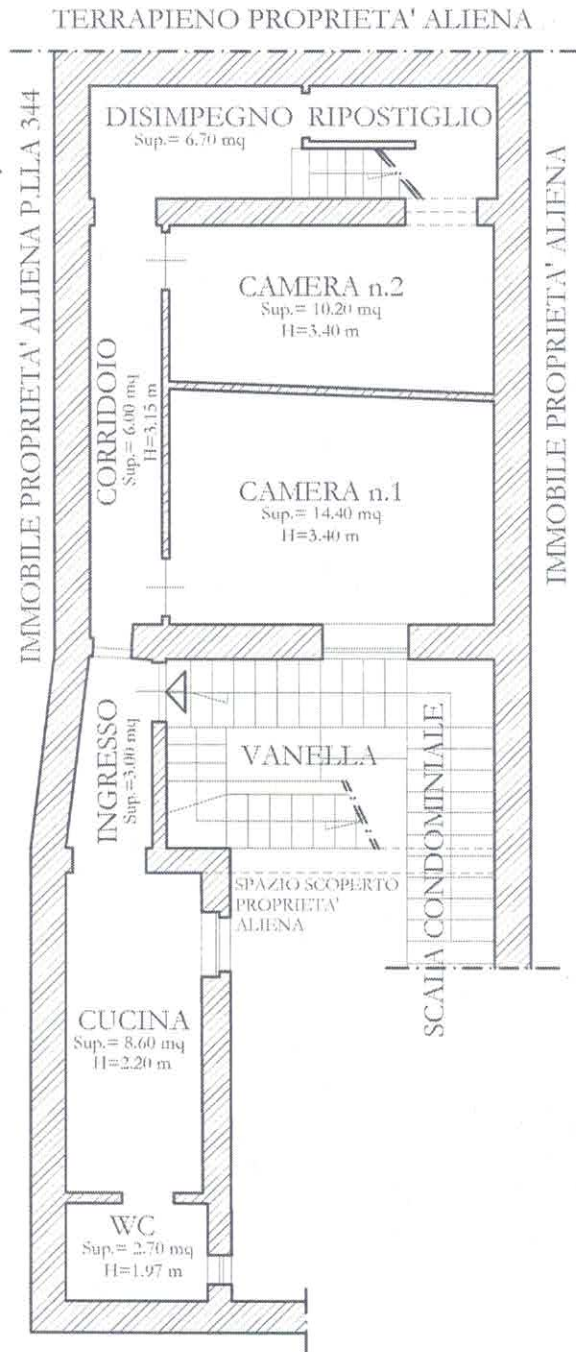 TERRAPIENO PROPRIETA' ALIENA
IMMOBILE PROPRIETA' ALIENA P.LLA 344
DISIMPEGNO
Sup.= 6.70 mq
RIPOSTIGLIO
IMMOBILE PROPRIETA' ALIENA
CAMERA n.2
Sup.= 10.20 mq
H=3.40 m
CORRIDOIO
Sup.= 6.00 mq
H=3,15 m
CAMERA n.1
Sup.= 14.40 mq
H=3.40 m
INGRESSO
Sup.=3.00 mq
VANELLA
SCALA CONDOMINIALE
SPAZIO SCOPERTO
PROPRIETA'
ALIENA
CUCINA
Sup.= 8.60 mq
H=2.20 m
WC
Sup.= 2.70 mq
H=1.97 m